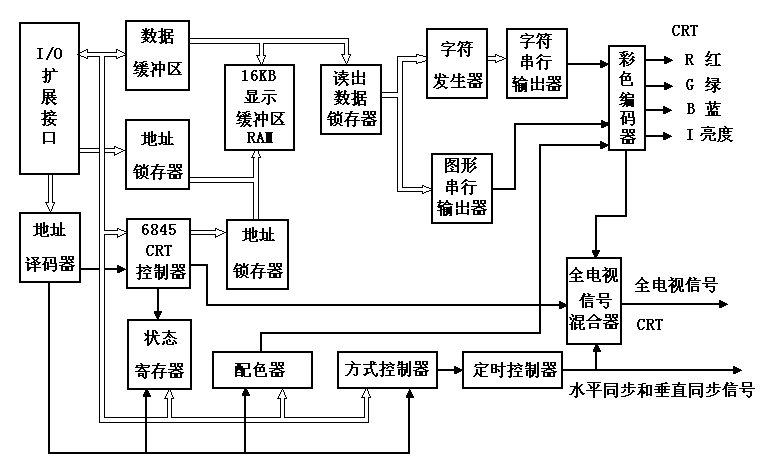 I/O
扩
展
接
口
数据
缓冲区
16KB
显示
缓冲区
RAM
读出
数据
锁存器
字符
发生器
字符
串行
输出器
彩
色
编
码
器
CRT
R 红
G 绿
B 蓝
I 亮度
地址
锁存器
图形
串行
输出器
地址
译码器
6845
CRT
控制器
地址
锁存器
全电视
信号
混合器
全电视信号
CRT
状态
寄存器
配色器
方式控制器
定时控制器
水平同步和垂直同步信号